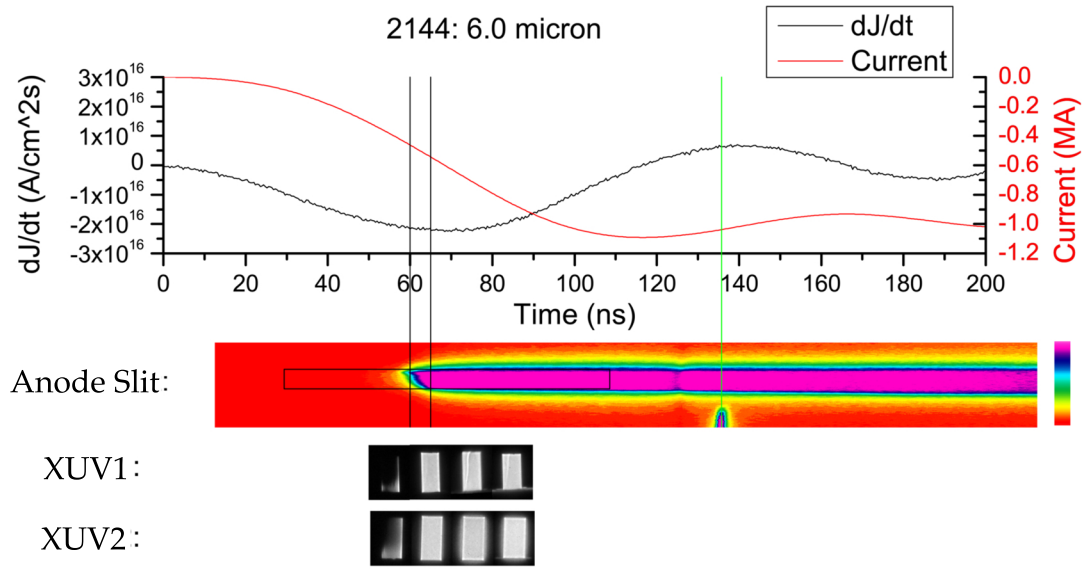 2144: 6.0 micron
dJ/dt
Current
dJ/dt (A/cm^2s)
3x10^16
2x10^16
1x10^16
0
-1x10^16
-2x10^16
-3x10^16
0.0
-0.2
-0.4
-0.6
-0.8
-1.0
-1.2
Current (MA)
0 20 40 60 80 100 120 140 160 180 200
Time (ns)
Anode Slit:
XUV1:
XUV2: